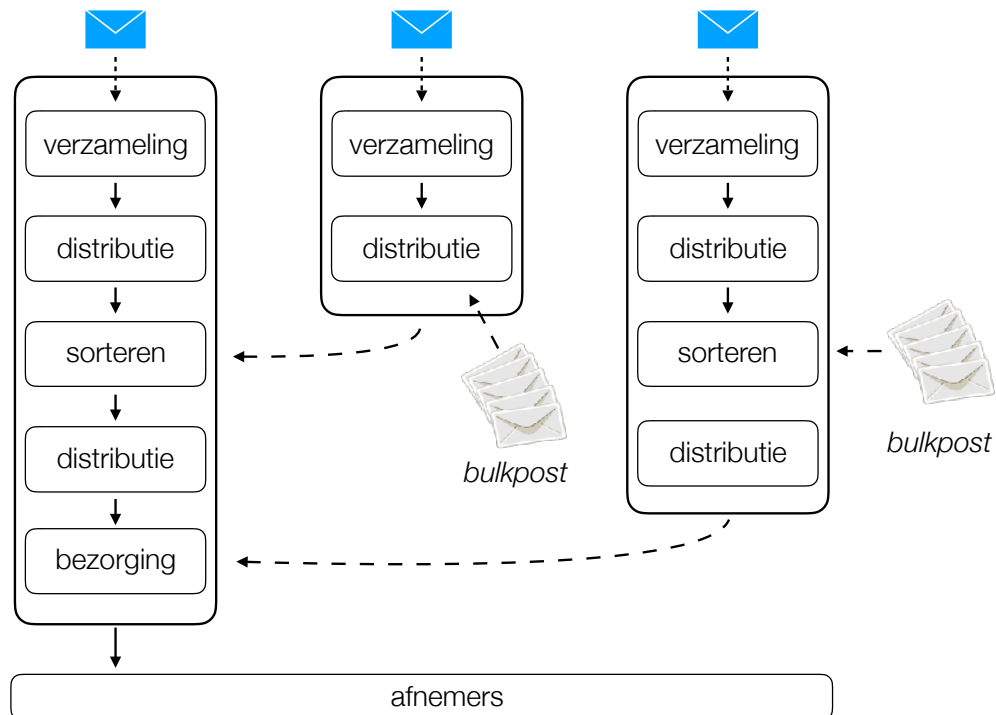 verzameling
distributie
sorteren
distributie
bezorging
verzameling
distributie
bulkpost
verzameling
distributie
sorteren
distributie
bulkpost
afnemers